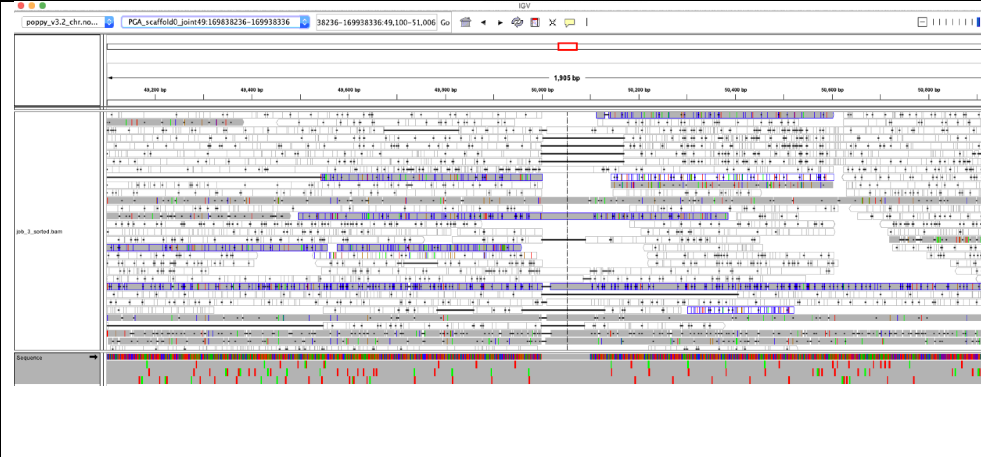 IGV
poppy_v3.2_chr.no... PGA_scaffold0_joint49:169838236-169938336 38236-169938336:49,100-51,006 Go
1,905 bp
49,200 bp 49,400 bp 49,600 bp 49,800 bp 50,000 bp 50,200 bp 50,400 bp 50,600 bp 50,800 bp
job_3_sorted.bam
Sequence